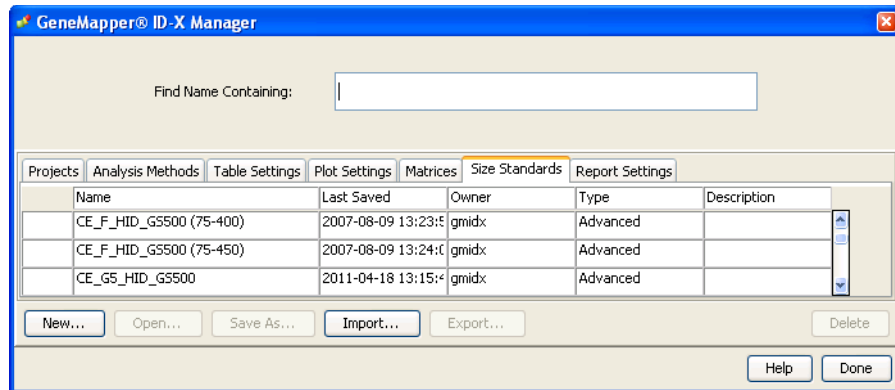 GeneMapper® ID-X Manager
Find Name Containing:
Projects Analysis Methods Table Settings Plot Settings Matrices Size Standards Report Settings
Name Last Saved Owner Type Description
CE_F_HID_GS500 (75-400) 2007-08-09 13:23:5 gmidx Advanced
CE_F_HID_GS500 (75-450) 2007-08-09 13:24:0 gmidx Advanced
CE_G5_HID_GS500 2011-04-18 13:15:4 gmidx Advanced
New... Open... Save As... Import... Export... Delete
Help Done